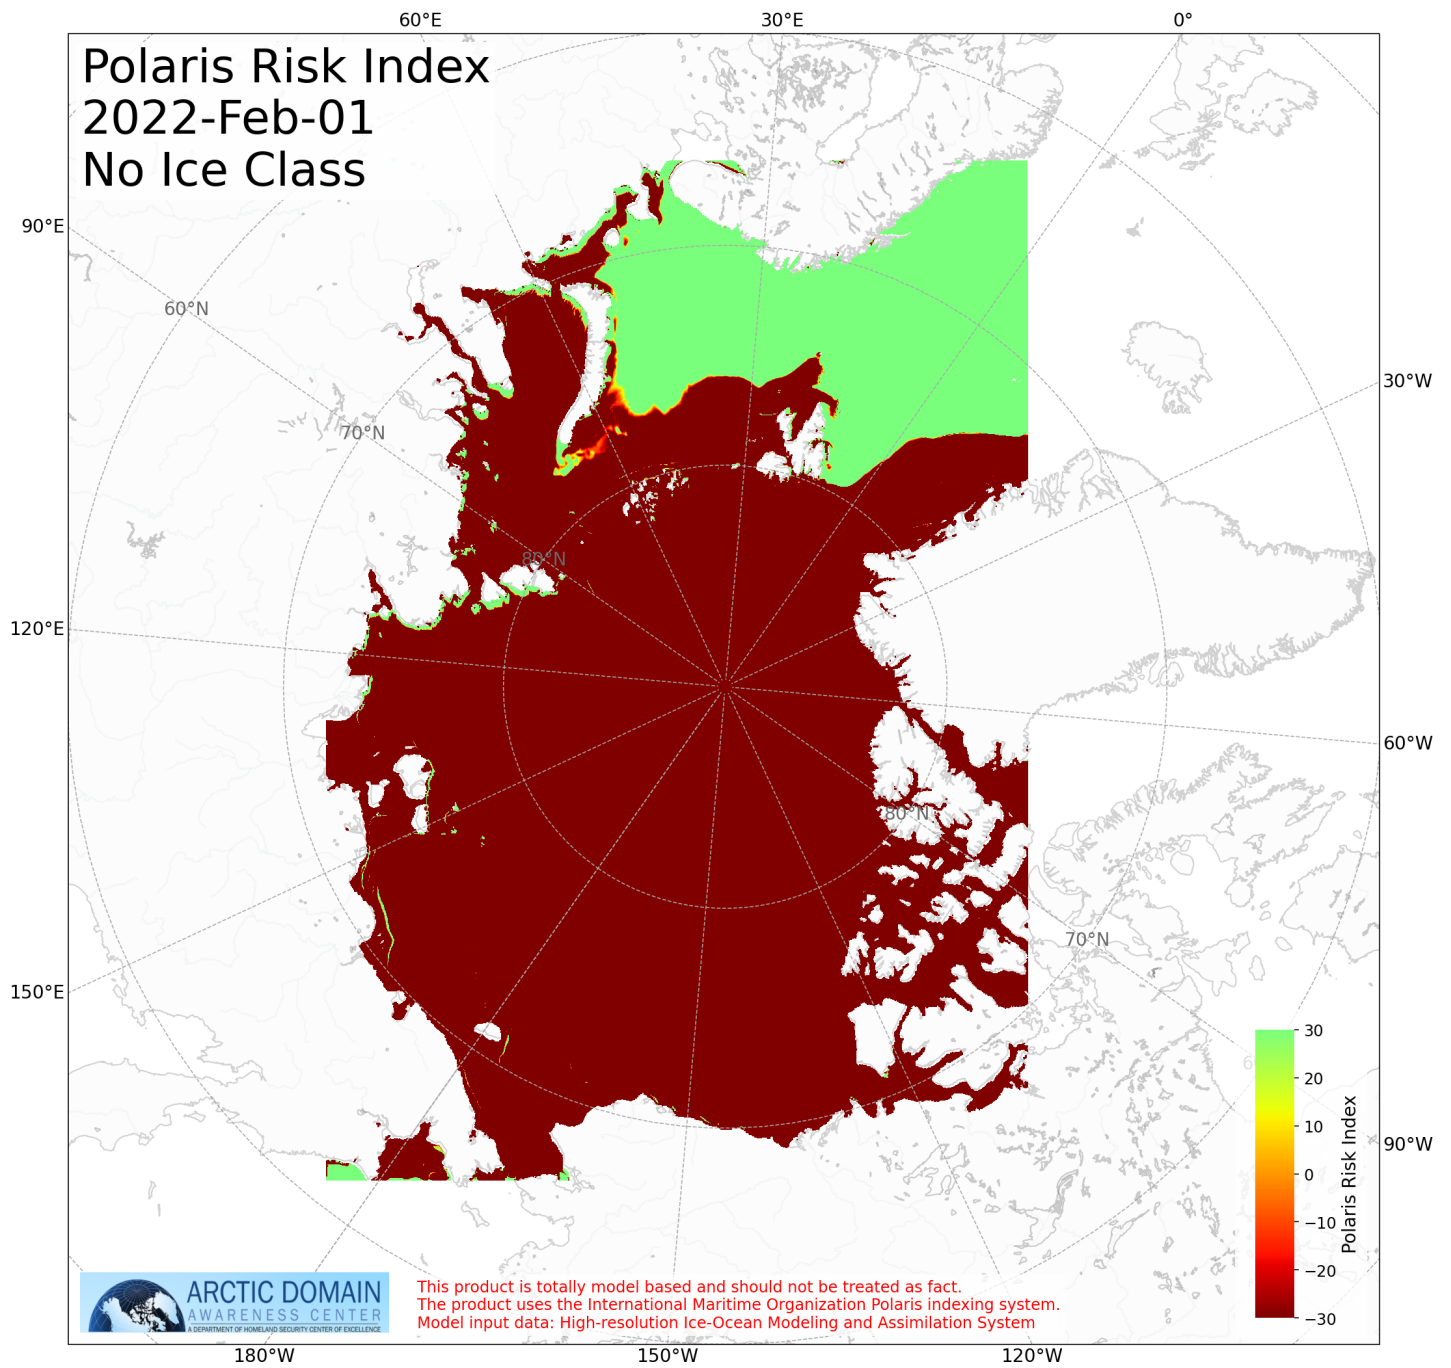 60°E 30°E 0°
Polaris Risk Index
2022-Feb-01
No Ice Class
90°E
60°N
30°W
70°N
80°N
120°E
60°W
80°N
70°N
150°E
30
20
10
0
−10
−20
−30
Polaris Risk Index
90°W
ARCTIC DOMAIN
AWARENESS CENTER
A DEPARTMENT OF HOMELAND SECURITY CENTER OF EXCELLENCE
This product is totally model based and should not be treated as fact.
The product uses the International Maritime Organization Polaris indexing system.
Model input data: High-resolution Ice-Ocean Modeling and Assimilation System
180°W 150°W 120°W